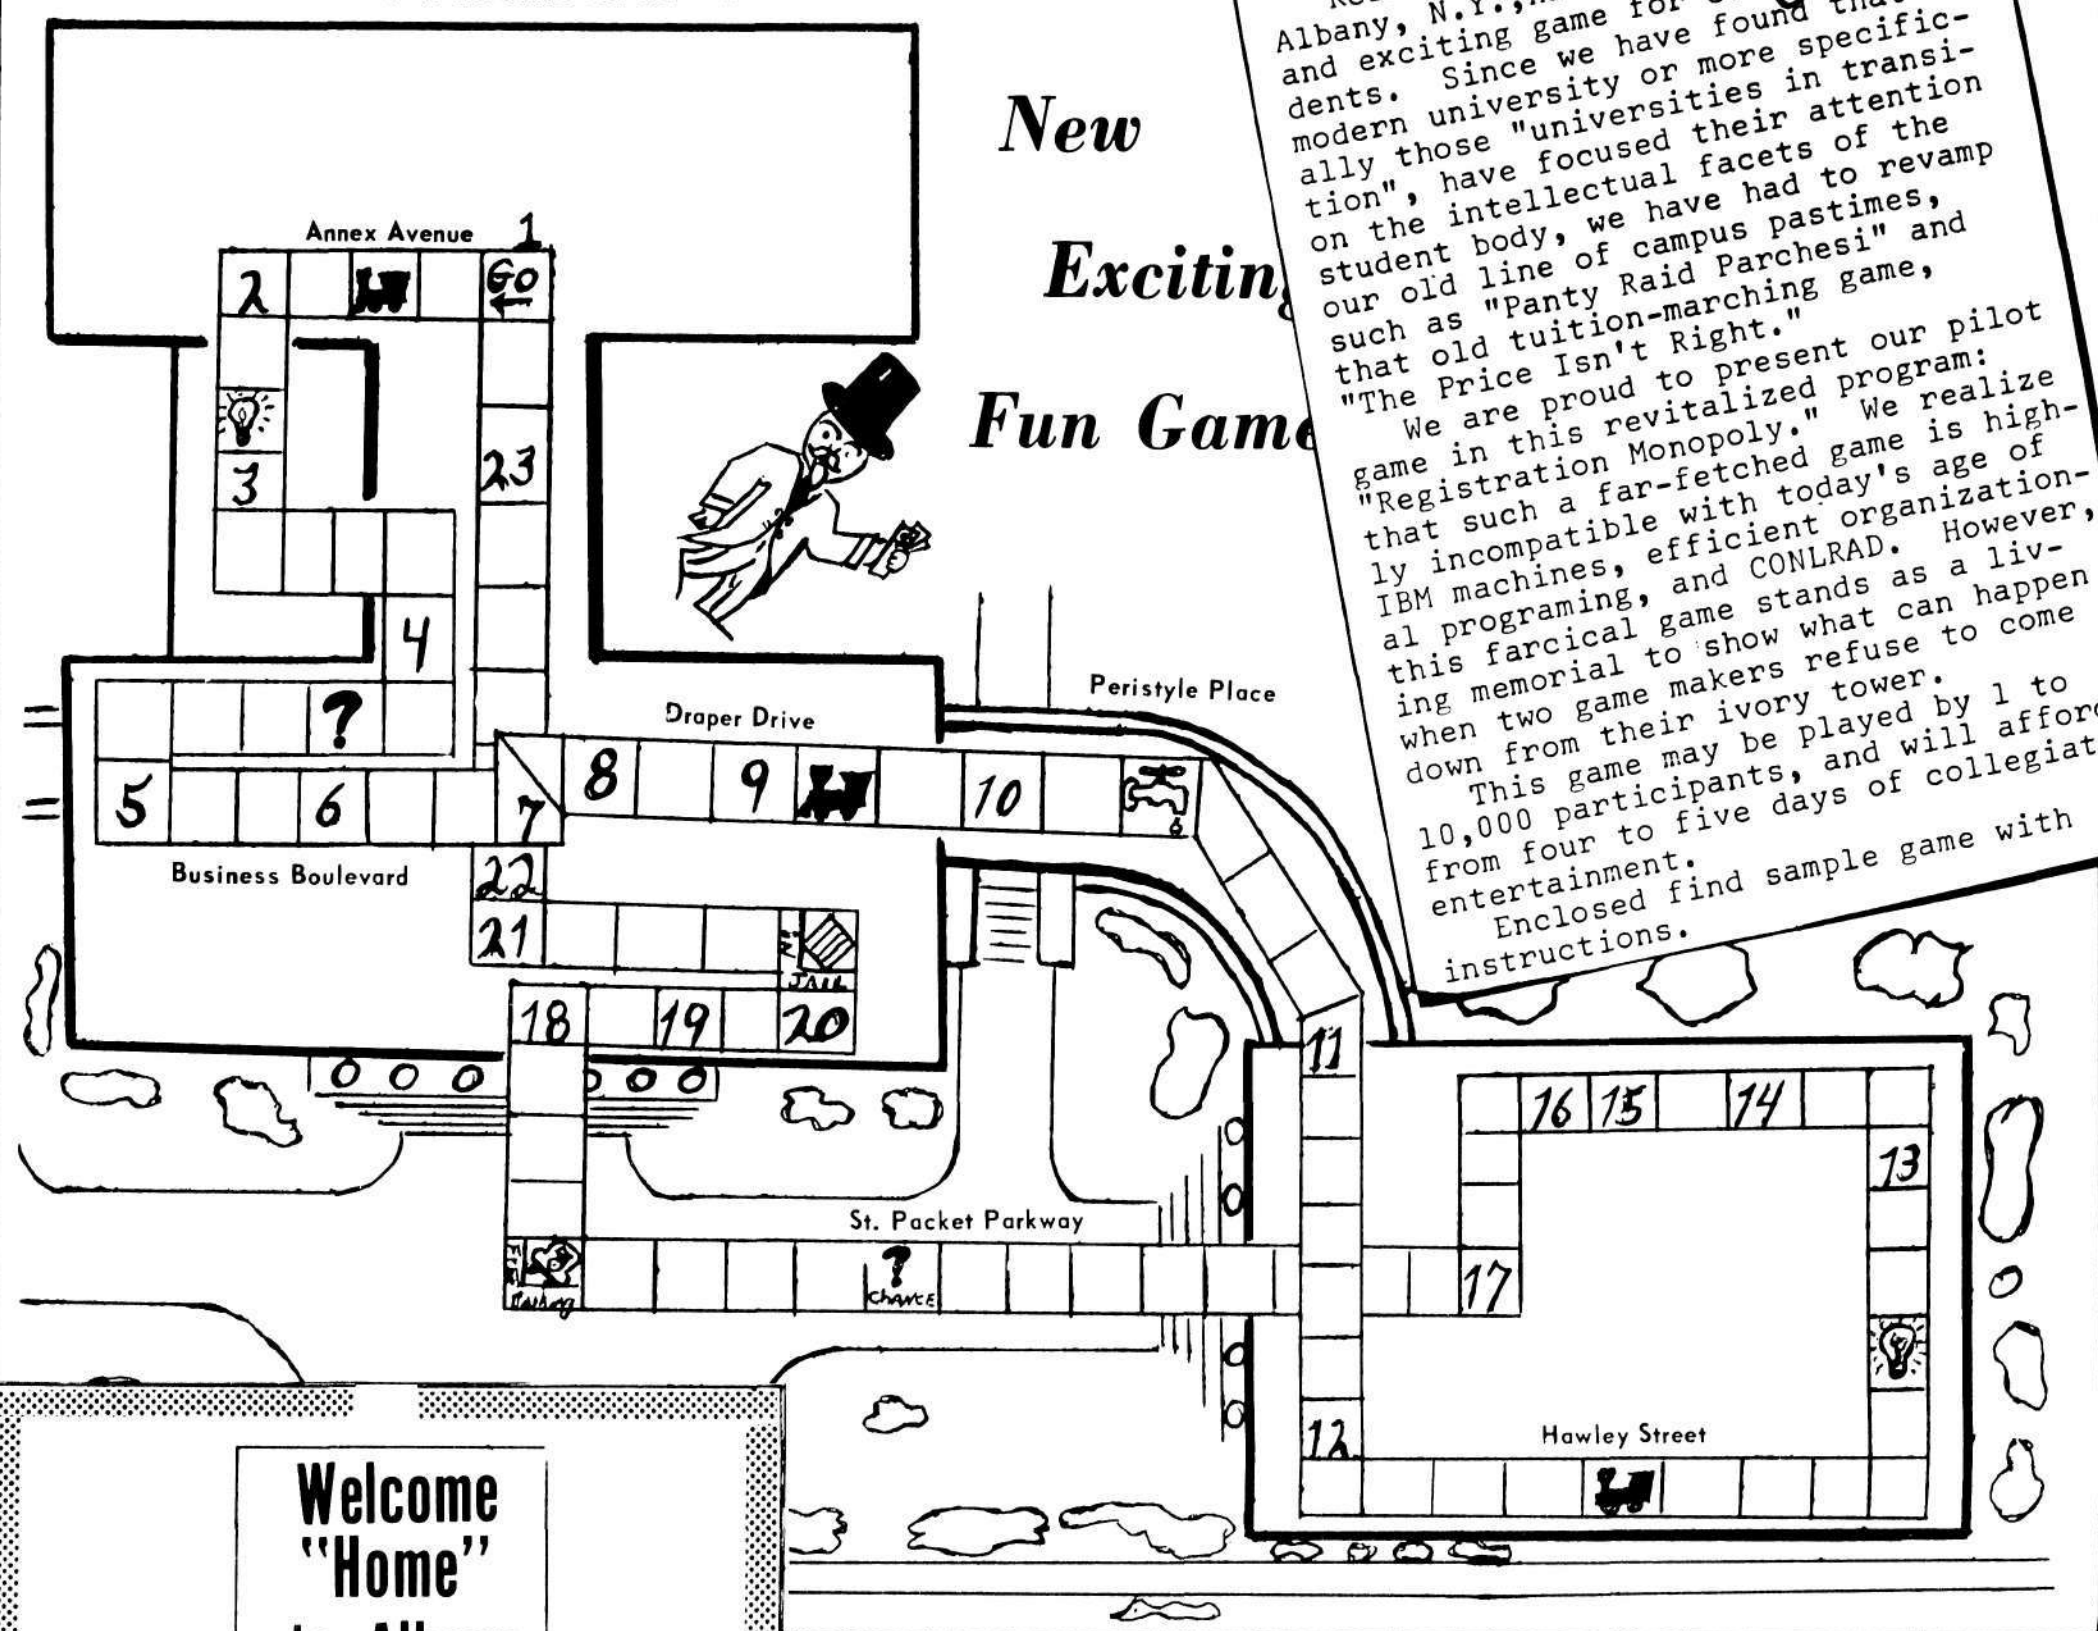 New
Exciting
Fun Game
Albany, N.Y.,
and exciting game for
dents. Since we have found
modern university or more specific-
ally those "universities in transi-
tion", have focused their attention
on the intellectual facets of the
student body, we have had to revamp
our old line of campus pastimes,
such as "Panty Raid Parchesi" and
that old tuition-marching game,
"The Price Isn't Right."
We are proud to present our pilot
game in this revitalized program:
"Registration Monopoly." We realize
that such a far-fetched game is high-
ly incompatible with today's age of
IBM machines, efficient organization-
al programing, and CONLRAD. However,
this farcical game stands as a liv-
ing memorial to show what can happen
when two game makers refuse to come
down from their ivory tower.
This game may be played by 1 to
10,000 participants, and will afford
from four to five days of collegiat
entertainment.
Enclosed find sample game with
instructions.
Annex Avenue
1
2
GO
3
23
4
?
5
6
7
Business Boulevard
Draper Drive
8
9
10
Peristyle Place
22
21
IN
JAIL
18
19
20
11
16
15
14
13
St. Packet Parkway
Parking
?
CHANCE
17
12
Hawley Street
Welcome
"Home"